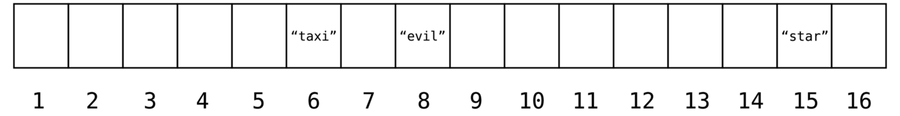 “taxi” “evil” “star”
1 2 3 4 5 6 7 8 9 10 11 12 13 14 15 16